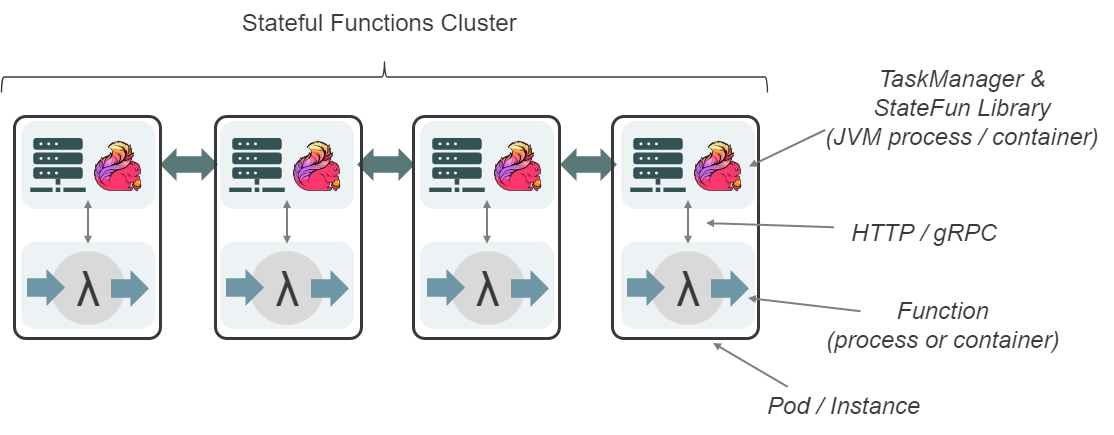 Stateful Functions Cluster
TaskManager &
StateFun Library
(JVM process / container)
HTTP / gRPC
λ λ λ λ
Function
(process or container)
Pod / Instance